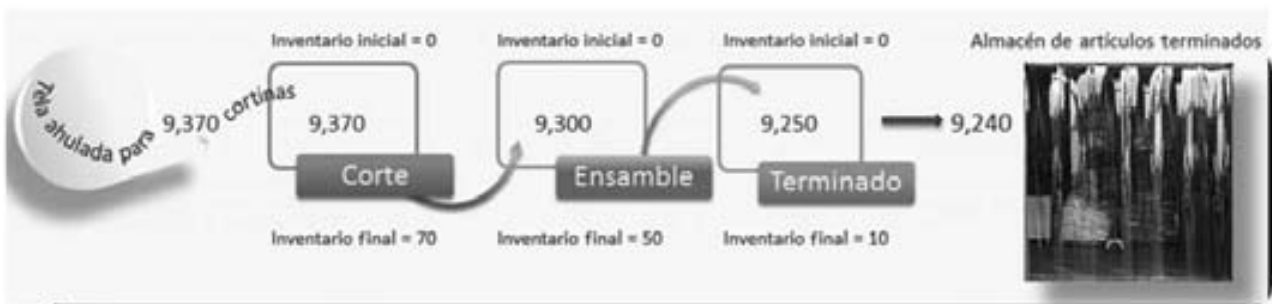 Inventario inicial = 0
Inventario inicial = 0
Inventario inicial = 0
Almacén de artículos terminados
Tela ahulada para cortinas
9,370
9,370
9,300
9,250
9,240
Corte
Ensamble
Terminado
Inventario final = 70
Inventario final = 50
Inventario final = 10